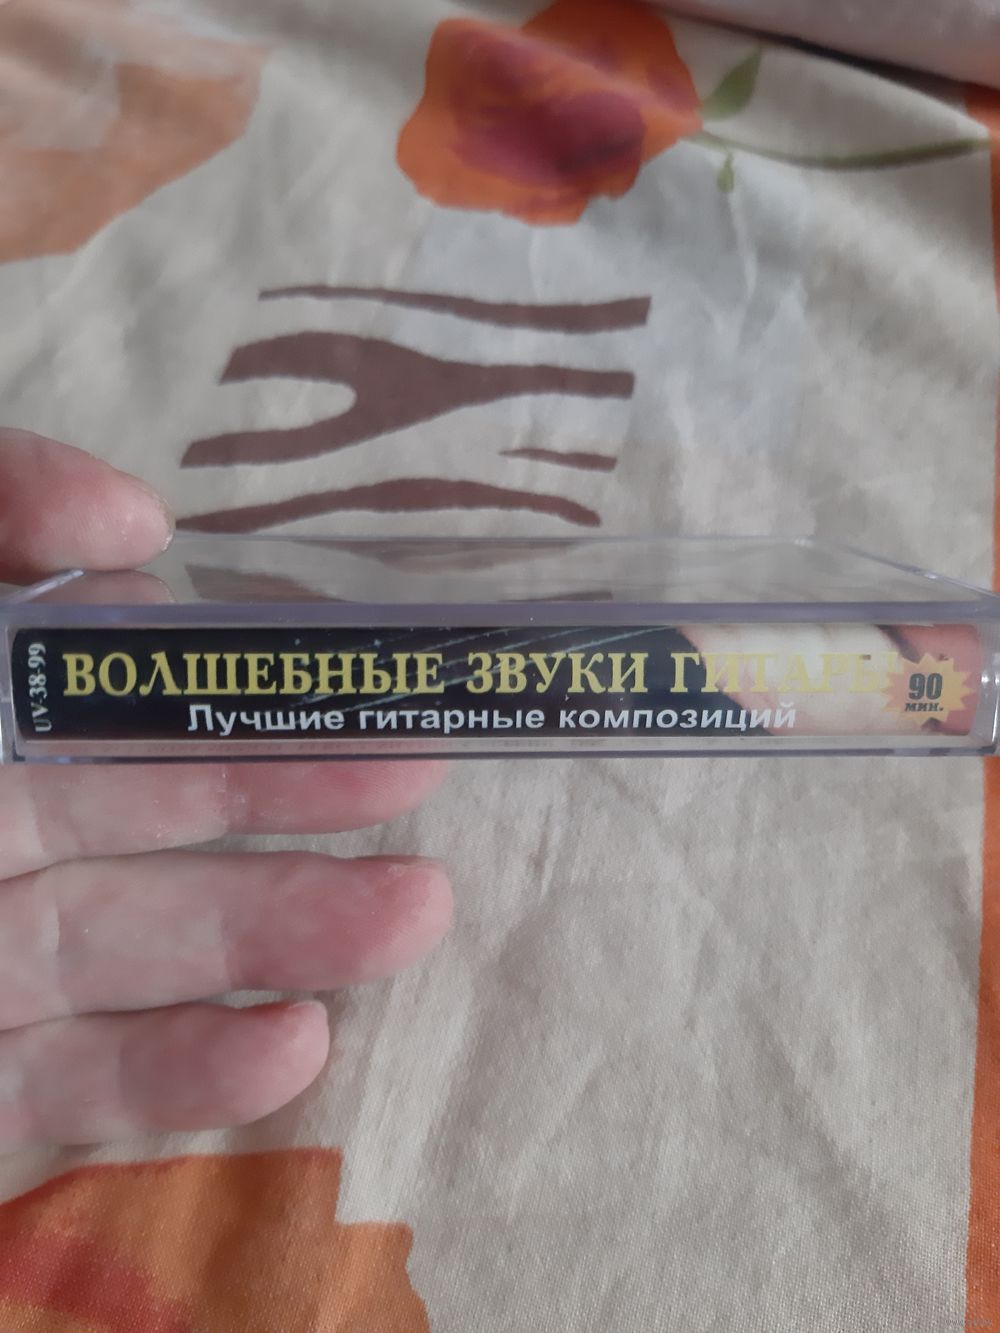 UV-38-99
ВОЛШЕБНЫЕ ЗВУКИ ГИТАРЫ
Лучшие гитарные композиций
90
мин.